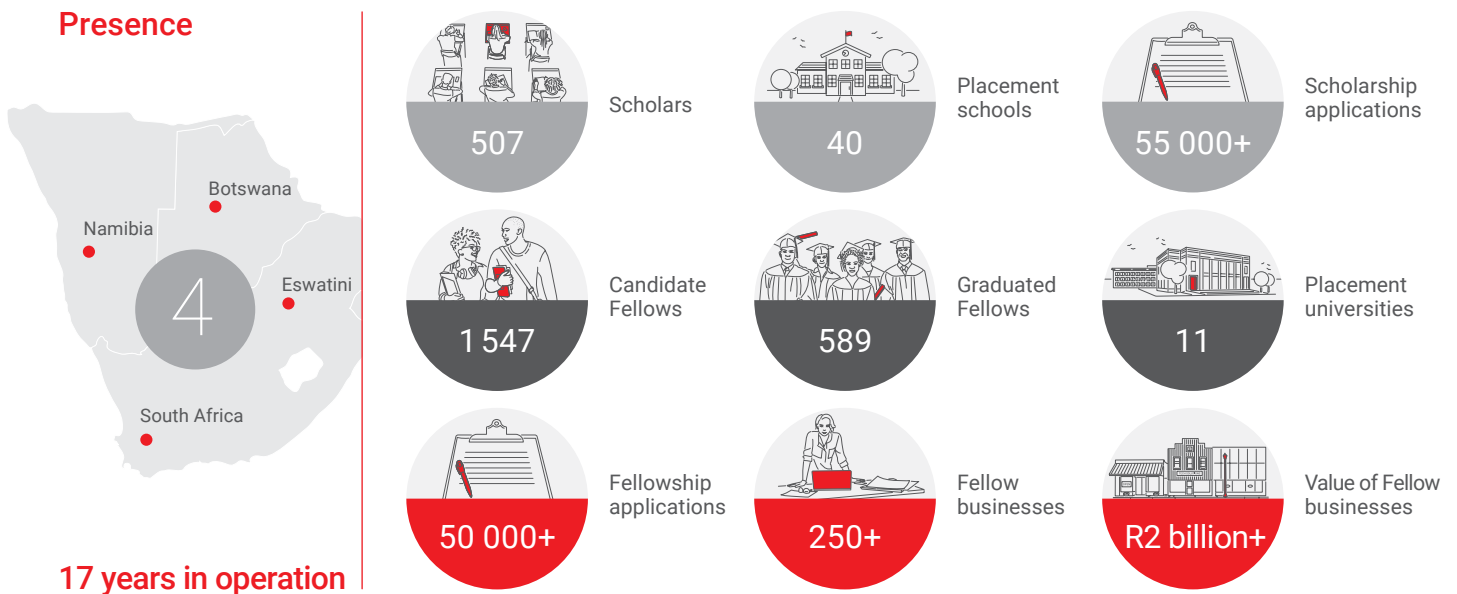 Presence
Botswana
Namibia
Eswatini
4
South Africa
17 years in operation
507
Scholars
40
Placement
schools
55 000+
Scholarship
applications
1 547
Candidate
Fellows
589
Graduated
Fellows
11
Placement
universities
50 000+
Fellowship
applications
250+
Fellow
businesses
R2 billion+
Value of Fellow
businesses